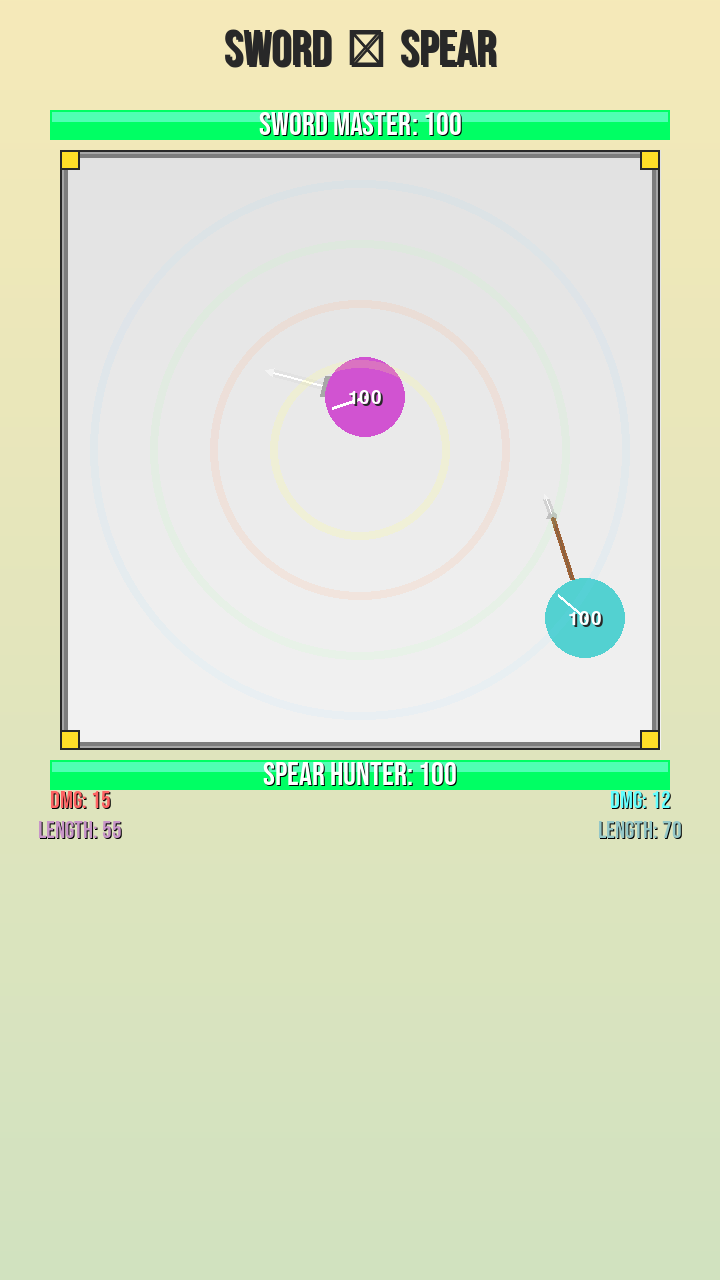 SWORD ☒ SPEAR
SWORD MASTER: 100
100
100
SPEAR HUNTER: 100
DMG: 15 DMG: 12
LENGTH: 55 LENGTH: 70